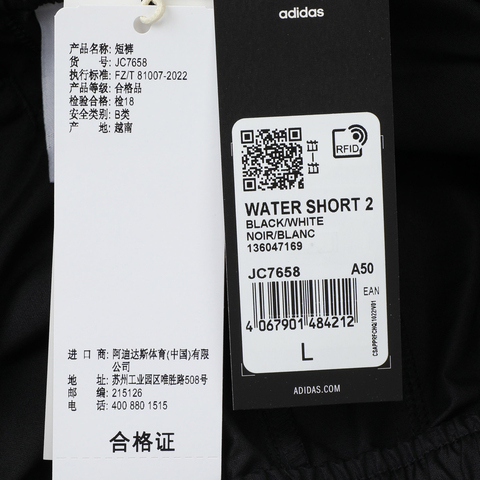 产品名称: 短裤
货 号: JC7658
执行标准: FZ/T 81007-2022
产品等级: 合格品
检验合格: 检18
安全类别: B类
产 地: 越南
进 口 商: 阿迪达斯体育(中国)有限
公司
地 址: 苏州工业园区唯胜路508号
邮 编: 215126
电 话: 400 880 1515
合格证
adidas
RFID
WATER SHORT 2
BLACK/WHITE
NOIR/BLANC
136047169
JC7658 A50
EAN
4 067901 484212
L
ADIDAS.COM